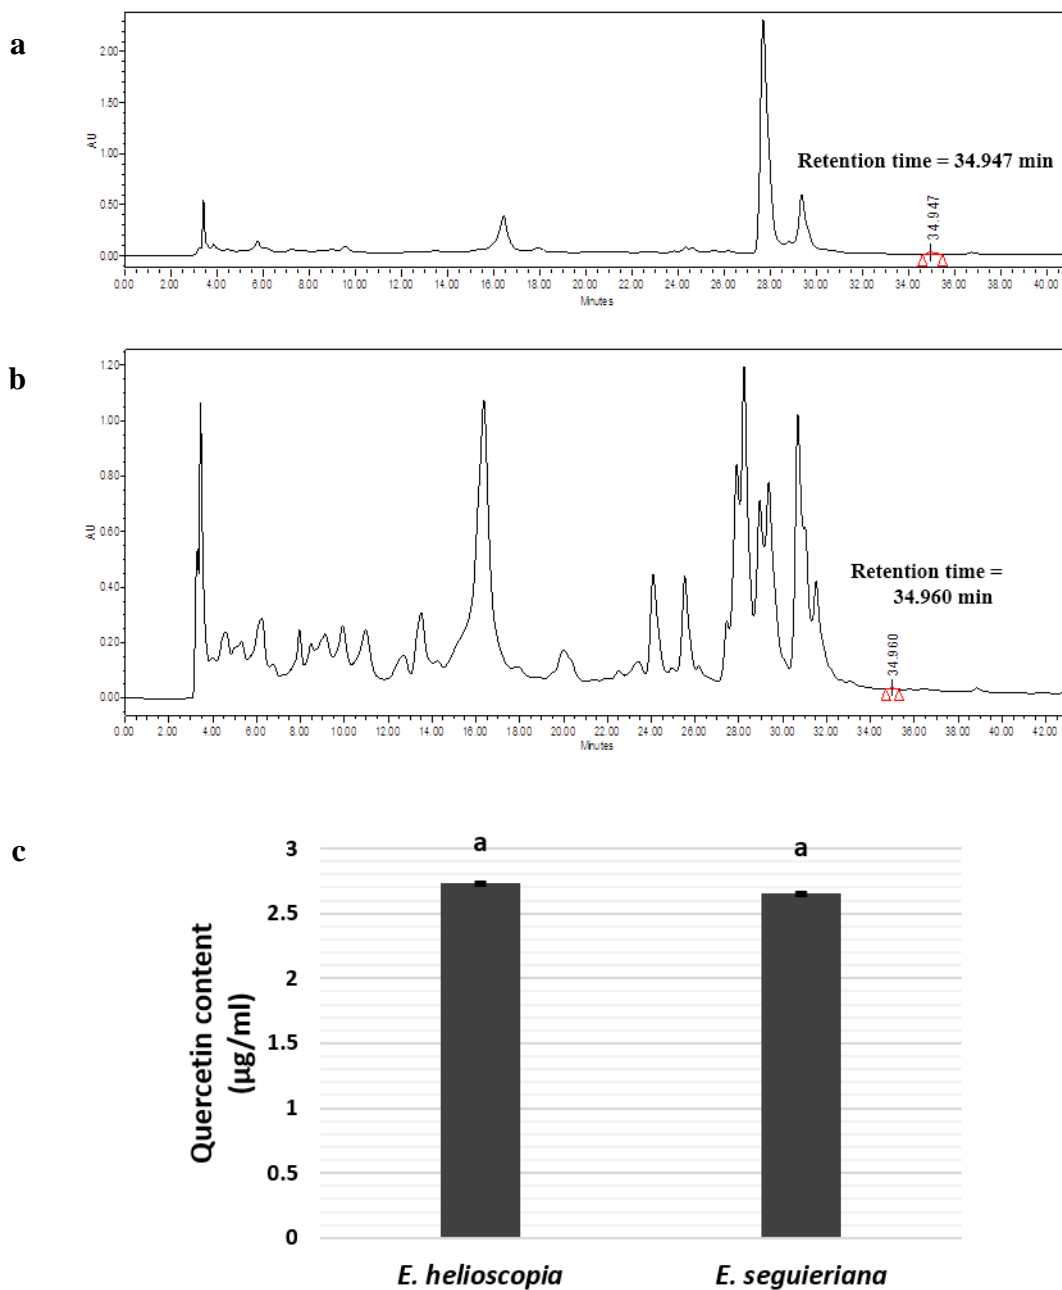 a
2.00
1.50
1.00
0.50
0.00
AU
Retention time = 34.947 min
34.947
0.00 2.00 4.00 6.00 8.00 10.00 12.00 14.00 16.00 18.00 20.00 22.00 24.00 26.00 28.00 30.00 32.00 34.00 36.00 38.00 40.00
Minutes
b
1.20
1.00
0.80
0.60
0.40
0.20
0.00
AU
Retention time =
34.960 min
34.960
0.00 2.00 4.00 6.00 8.00 10.00 12.00 14.00 16.00 18.00 20.00 22.00 24.00 26.00 28.00 30.00 32.00 34.00 36.00 38.00 40.00 42.00
Minutes
c
Quercetin content
(µg/ml)
3
2.5
2
1.5
1
0.5
0
a a
E. helioscopia E. seguieriana